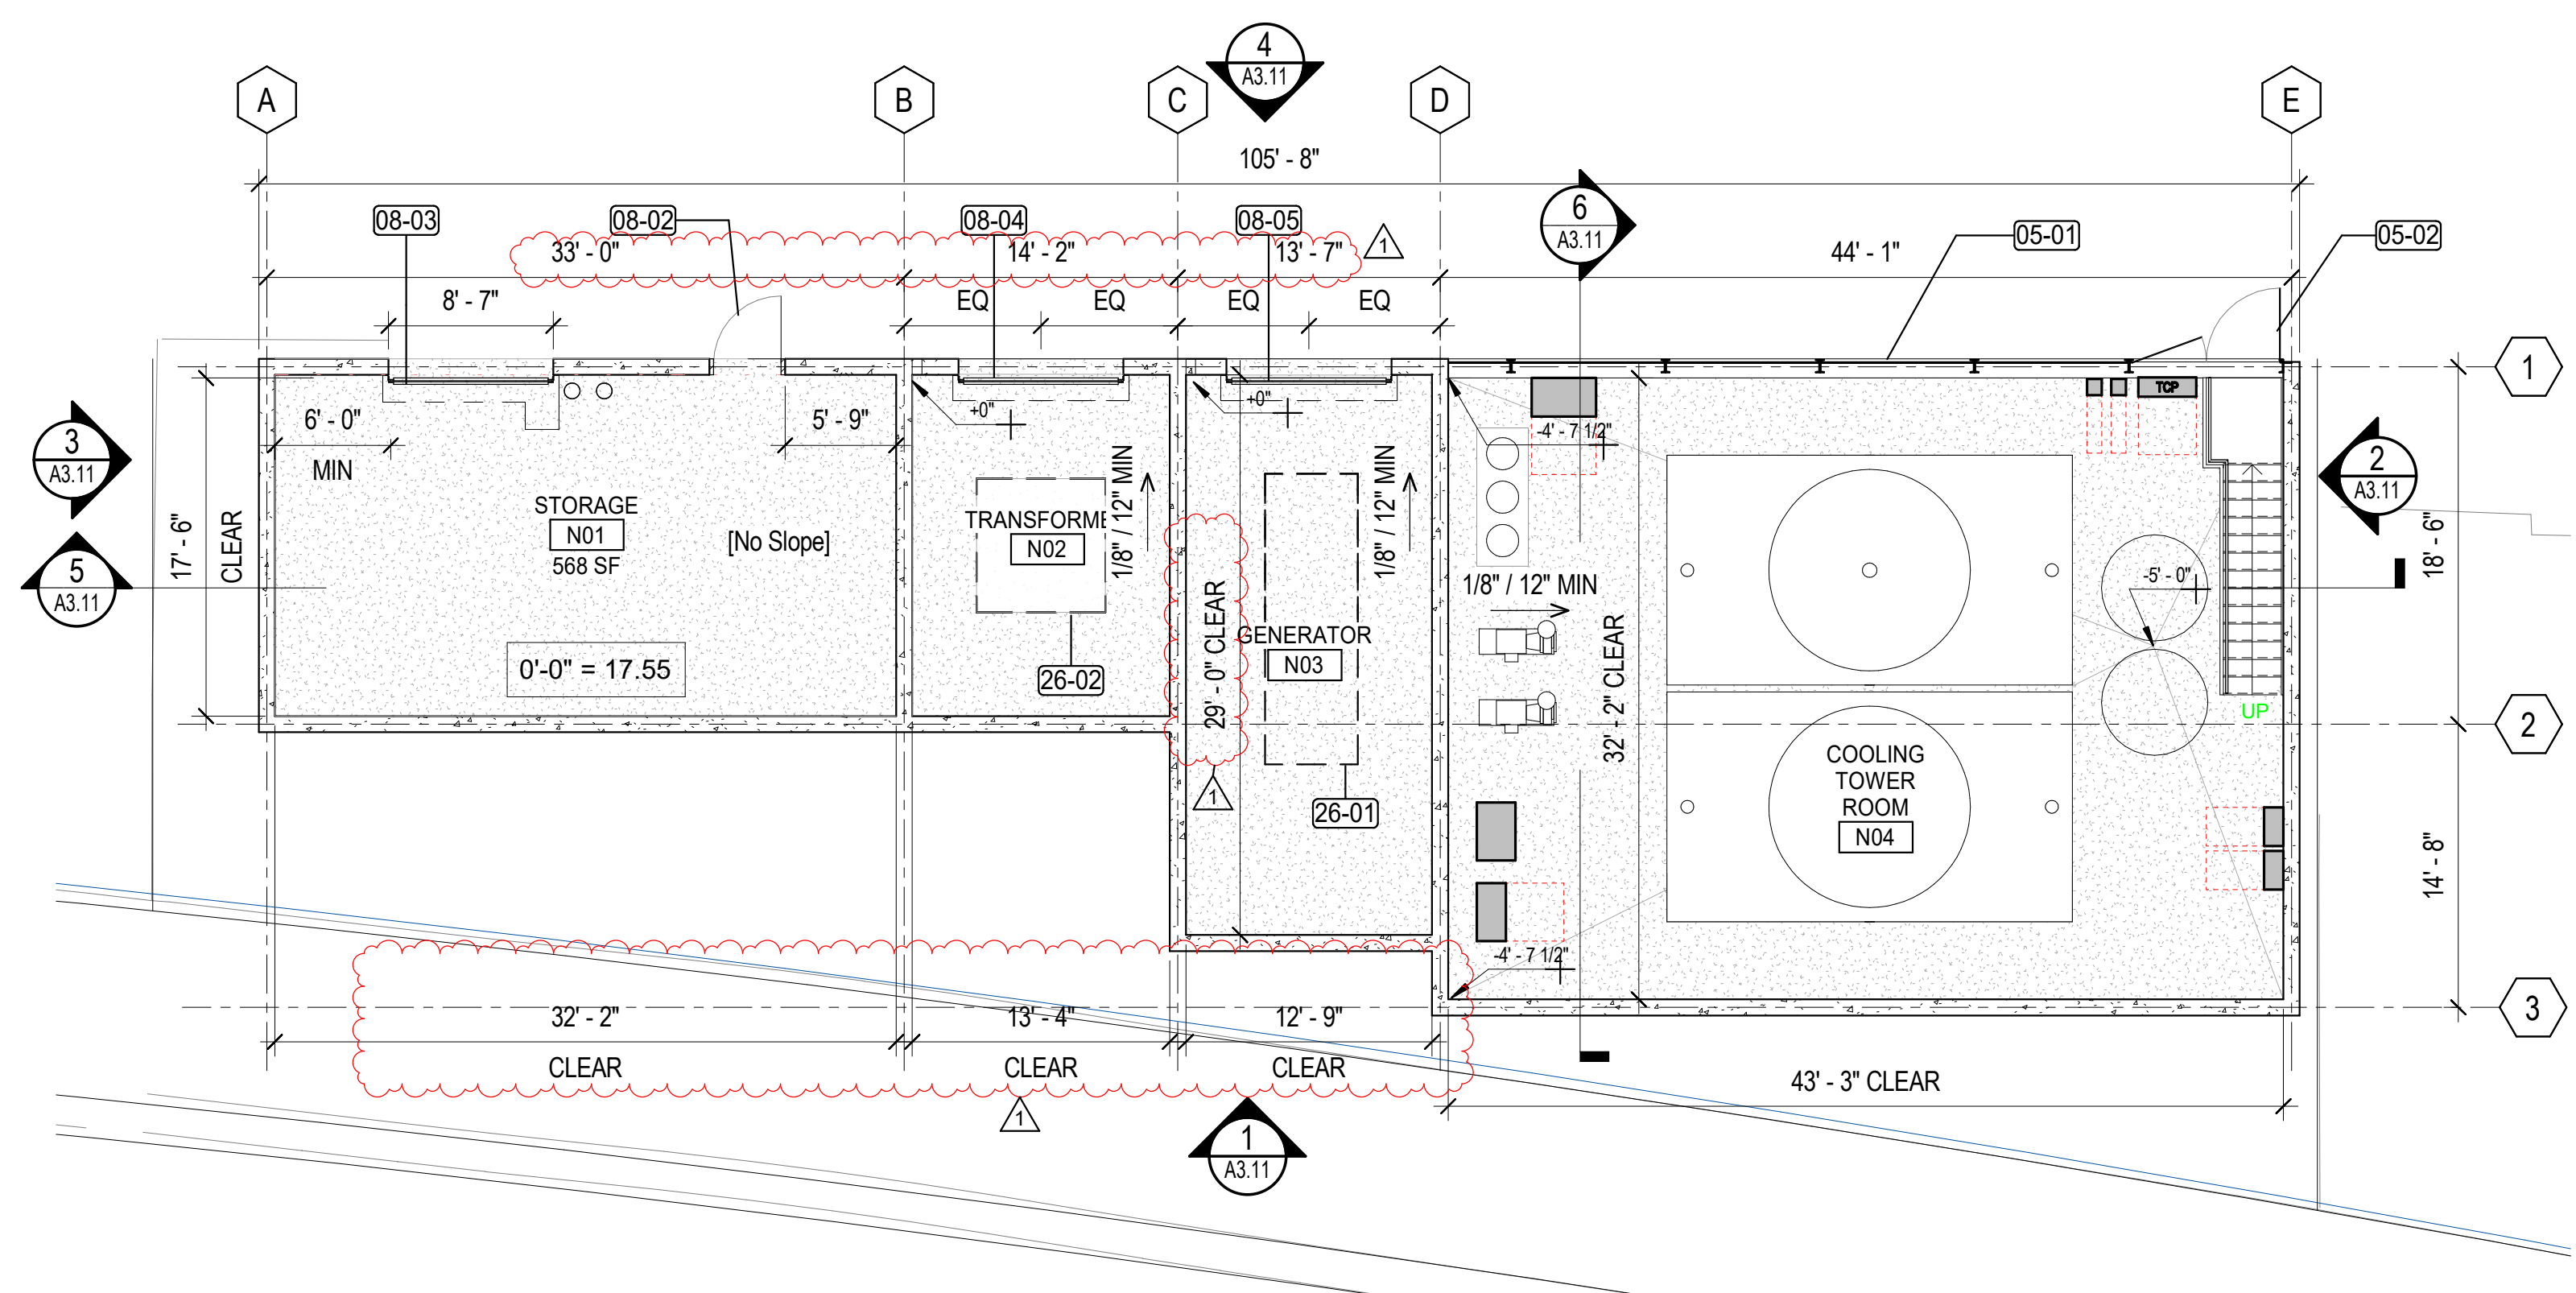 4
A3.11
A
B
C
D
E
105' - 8"
08-03
08-02
08-04
08-05
6
A3.11
05-01
05-02
33' - 0"
14' - 2"
13' - 7"
1
44' - 1"
8' - 7"
EQ
EQ
EQ
EQ
1
TCP
6' - 0"
MIN
5' - 9"
+0"
+0"
-4' - 7 1/2"
3
A3.11
2
A3.11
17' - 6"
CLEAR
STORAGE
N01
568 SF
[No Slope]
TRANSFORME
N02
1/8" / 12" MIN
1/8" / 12" MIN
18' - 6"
5
A3.11
1/8" / 12" MIN
-5' - 0"
29' - 0" CLEAR
GENERATOR
N03
32' - 2" CLEAR
0'-0" = 17.55
26-02
UP
2
COOLING
TOWER
ROOM
N04
1
26-01
14' - 8"
-4' - 7 1/2"
3
32' - 2"
CLEAR
13' - 4"
CLEAR
12' - 9"
CLEAR
43' - 3" CLEAR
1
1
A3.11